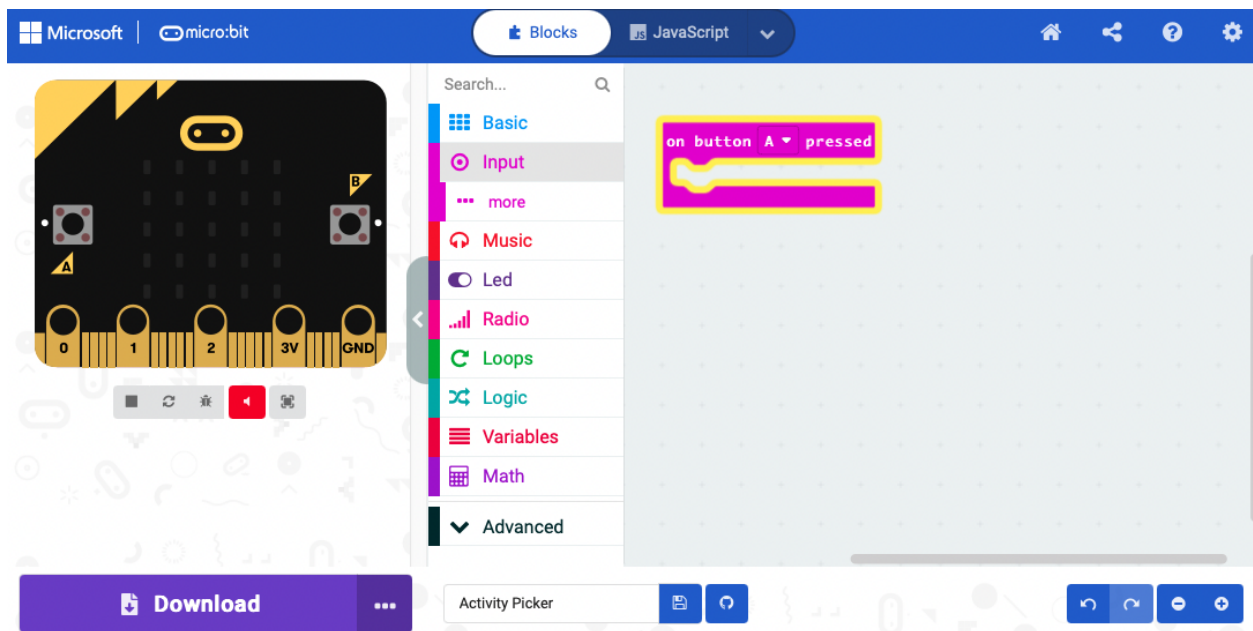 Microsoft micro:bit Blocks JS JavaScript
Search...
Basic
Input
more
Music
Led
Radio
Loops
Logic
Variables
Math
Advanced
B
A
0 1 2 3V GND
on button A pressed
Download
Activity Picker